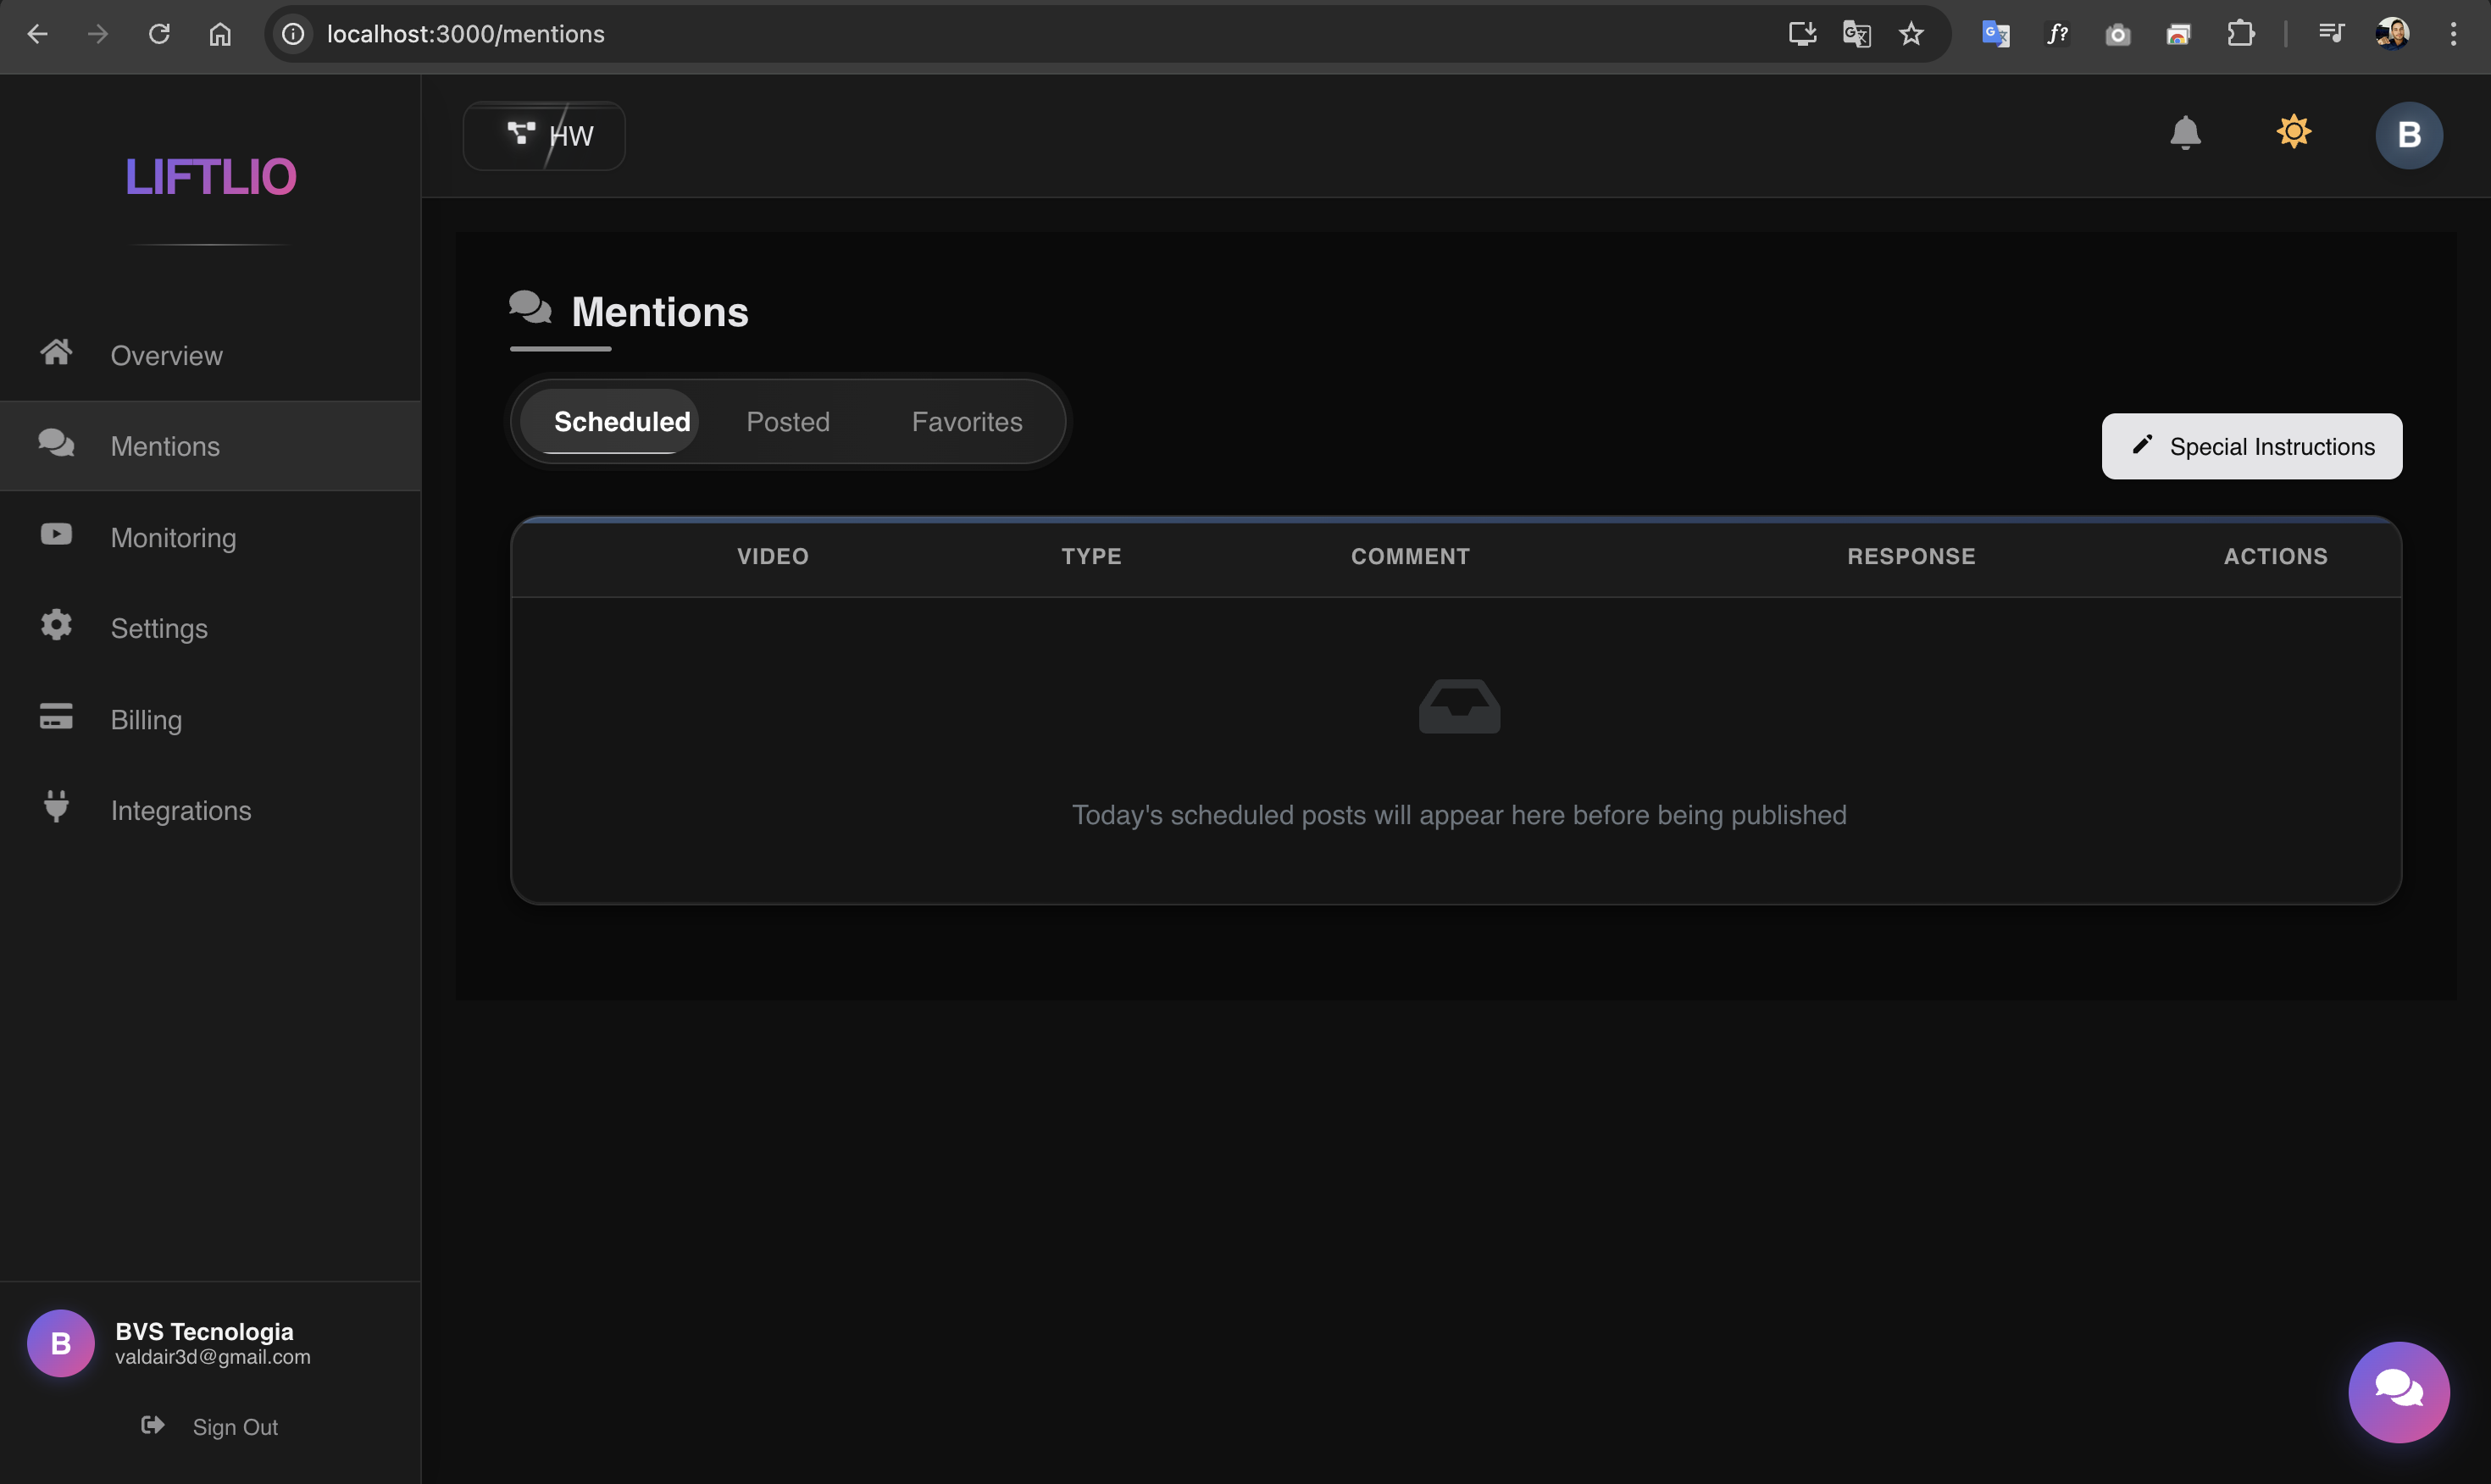 localhost:3000/mentions
LIFTLIO
HW
B
Overview
Mentions
Monitoring
Settings
Billing
Integrations
Mentions
Scheduled
Posted
Favorites
Special Instructions
VIDEO
TYPE
COMMENT
RESPONSE
ACTIONS
Today's scheduled posts will appear here before being published
B
BVS Tecnologia
valdair3d@gmail.com
Sign Out